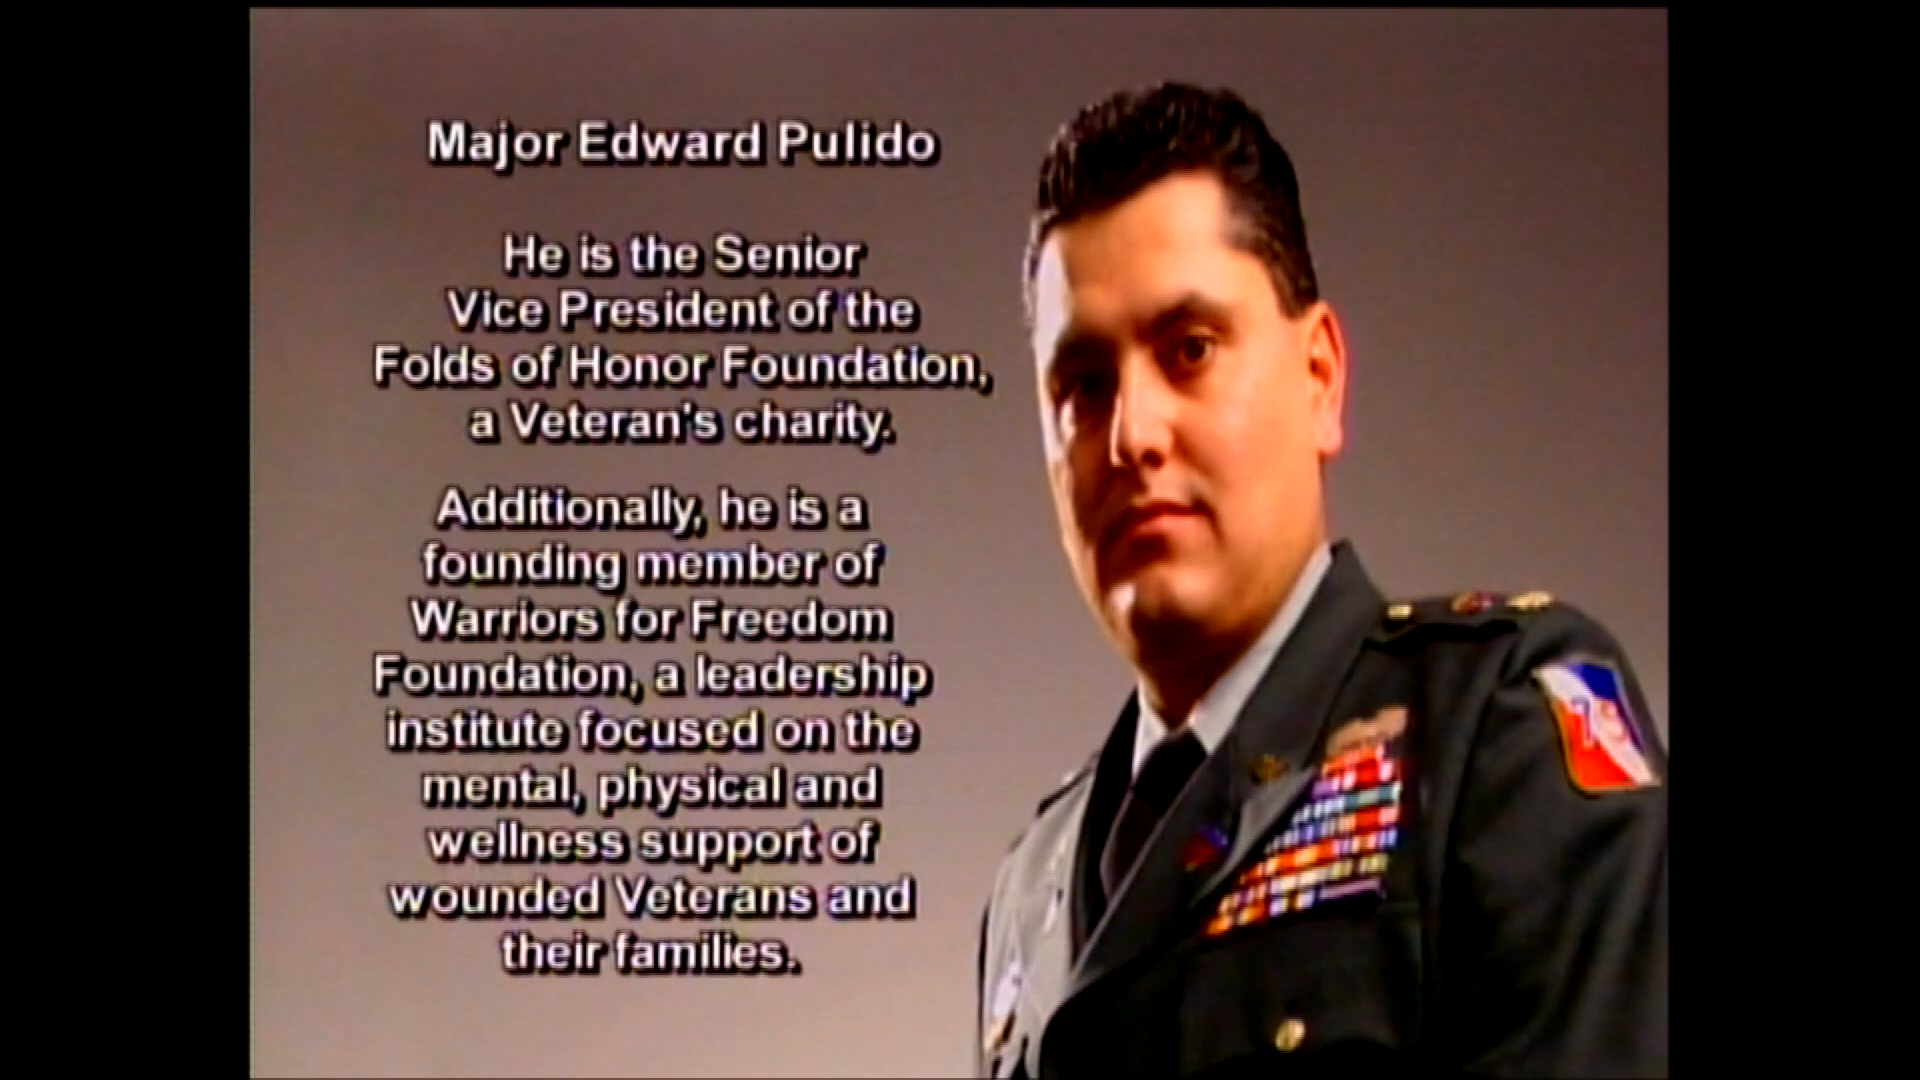 Major Edward Pulido
He is the Senior
Vice President of the
Folds of Honor Foundation,
a Veteran's charity.
Additionally, he is a
founding member of
Warriors for Freedom
Foundation, a leadership
institute focused on the
mental, physical and
wellness support of
wounded Veterans and
their families.